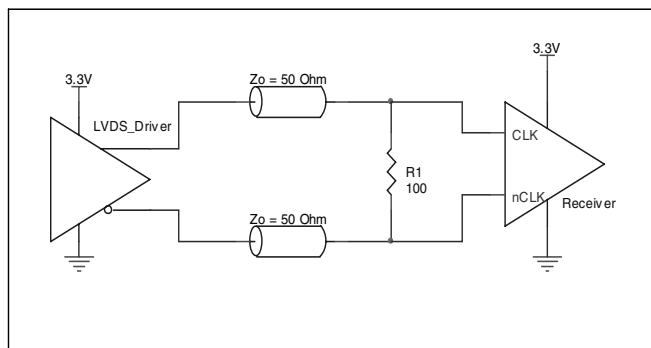 3.3V
3.3V
Zo = 50 Ohm
LVDS_Driver
CLK
R1
100
nCLK
Receiver
Zo = 50 Ohm